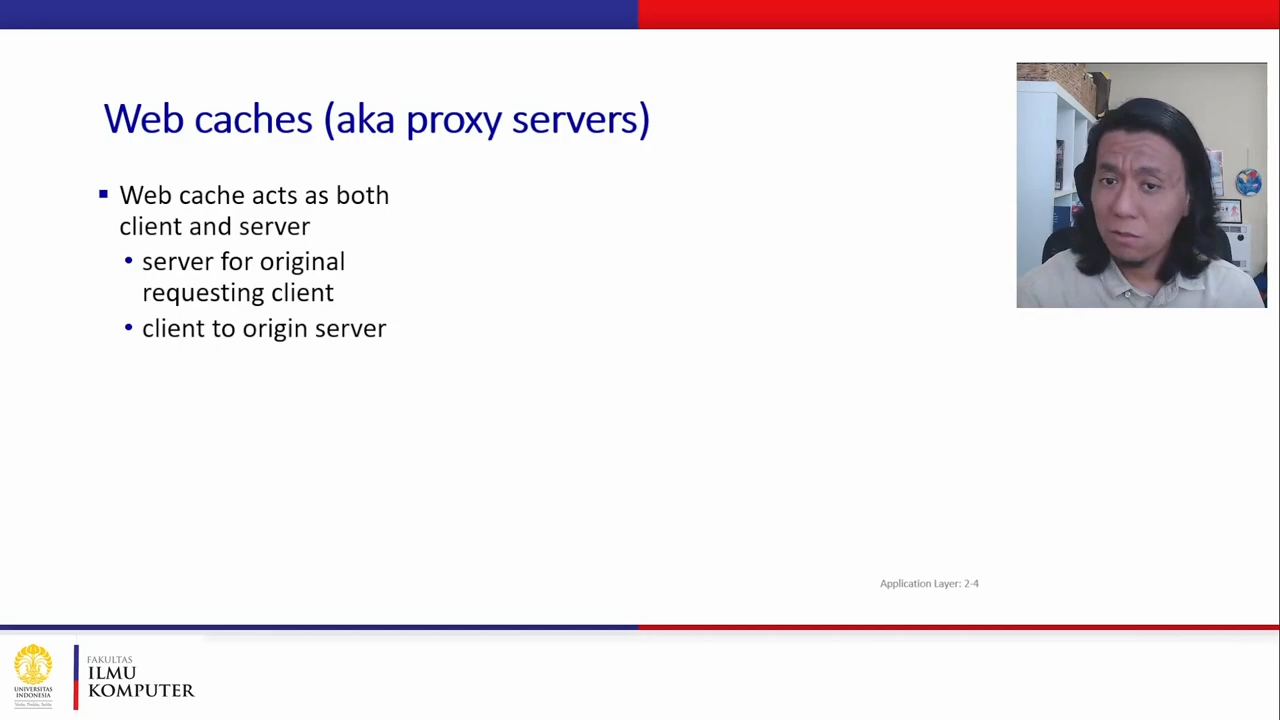 Web caches (aka proxy servers)
Web cache acts as both
client and server
server for original
requesting client
client to origin server
Application Layer: 2-4
UNIVERSITAS
INDONESIA
FAKULTAS
ILMU
KOMPUTER